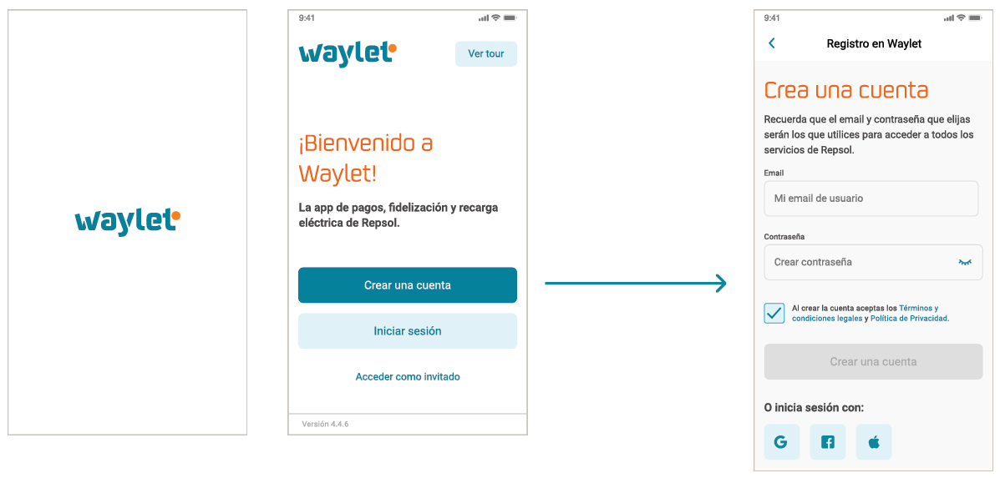 waylet
9:41
waylet
Ver tour
¡Bienvenido a
Waylet!
La app de pagos, fidelización y recarga
eléctrica de Repsol.
Crear una cuenta
Iniciar sesión
Acceder como invitado
Versión 4.4.6
9:41
Registro en Waylet
Crea una cuenta
Recuerda que el email y contraseña que elijas
serán los que utilices para acceder a todos los
servicios de Repsol.
Email
Mi email de usuario
Contraseña
Crear contraseña
Al crear la cuenta aceptas los Términos y
condiciones legales y Política de Privacidad.
Crear una cuenta
O inicia sesión con:
G